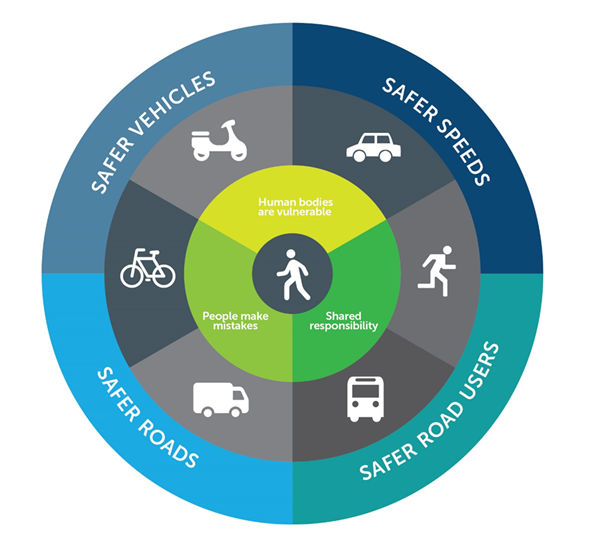 SAFER VEHICLES
SAFER SPEEDS
Human bodies
are vulnerable
People make
mistakes
Shared
responsibility
SAFER ROADS
SAFER ROAD USERS